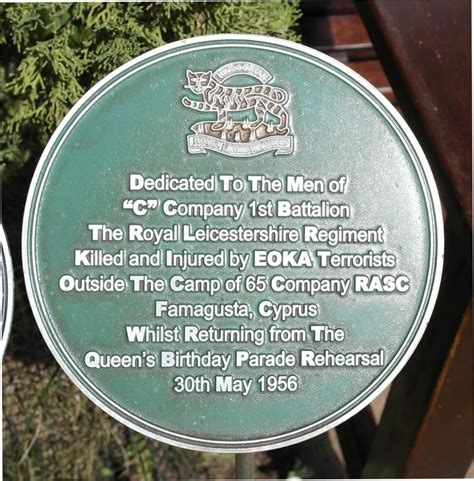 Dedicated To The Men of
"C" Company 1st Battalion
The Royal Leicestershire Regiment
Killed and Injured by EOKA Terrorists
Outside The Camp of 65 Company RASC
Famagusta, Cyprus
Whilst Returning from The
Queen's Birthday Parade Rehearsal
30th May 1956